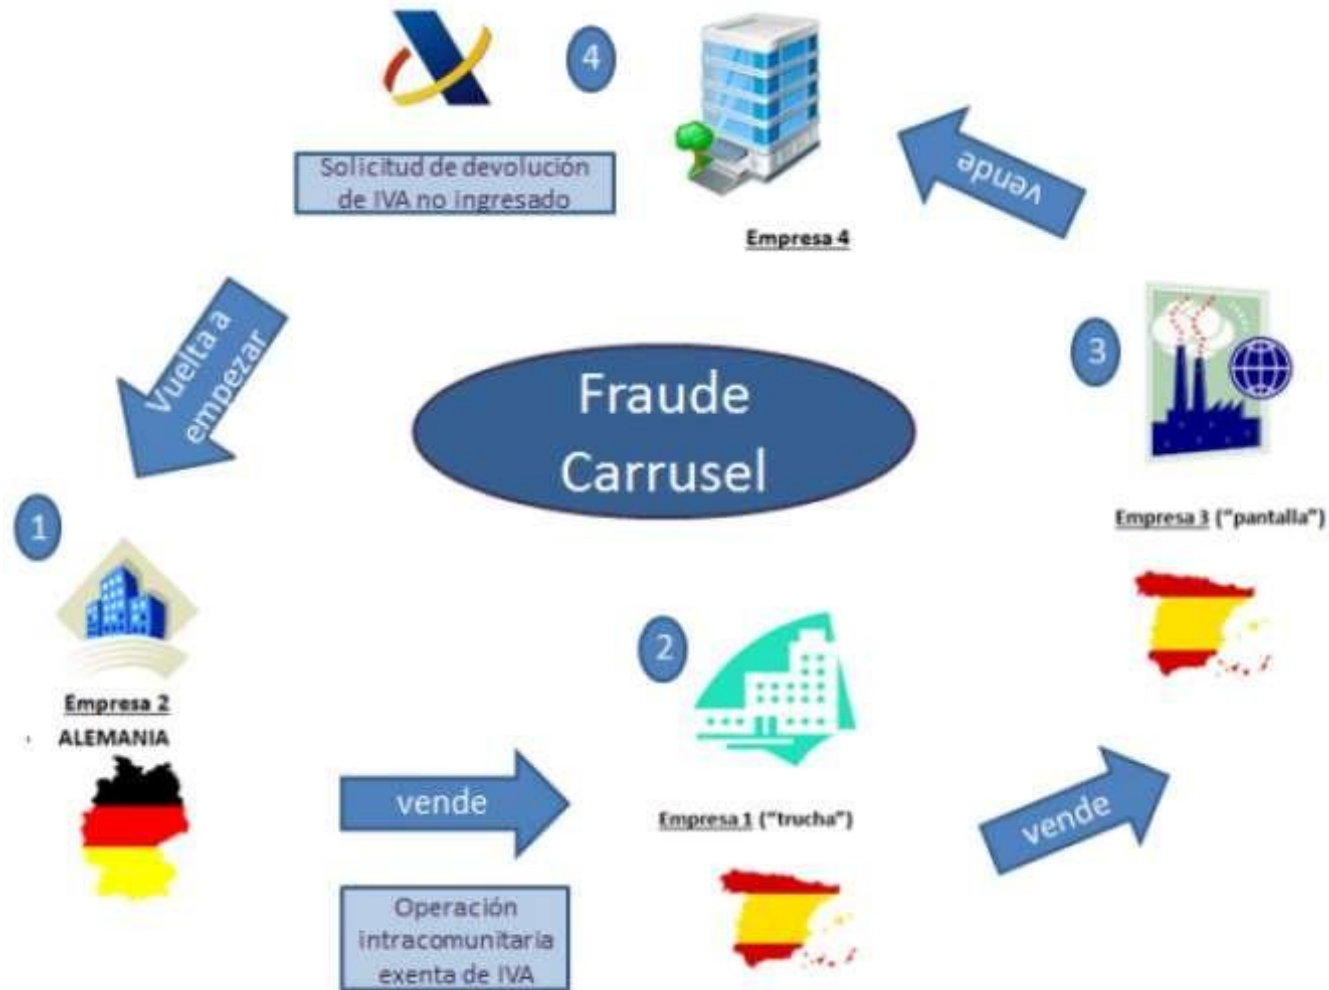 4
Solicitud de devolución
de IVA no ingresado
Empresa 4
vende
3
Empresa 3 ("pantalla")
Vuelta a
empezar
Fraude
Carrusel
1
Empresa 2
ALEMANIA
vende
Operación
intracomunitaria
exenta de IVA
2
Empresa 1 ("trucha")
vende